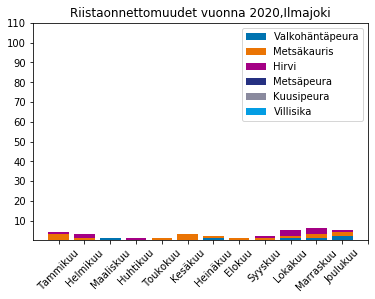 Riistaonnettomuudet vuonna 2020,Ilmajoki
110
100
90
80
70
60
50
40
30
20
10
Valkohäntäpeura
Metsäkauris
Hirvi
Metsäpeura
Kuusipeura
Villisika
Tammikuu
Helmikuu
Maaliskuu
Huhtikuu
Toukokuu
Kesäkuu
Heinäkuu
Elokuu
Syyskuu
Lokakuu
Marraskuu
Joulukuu